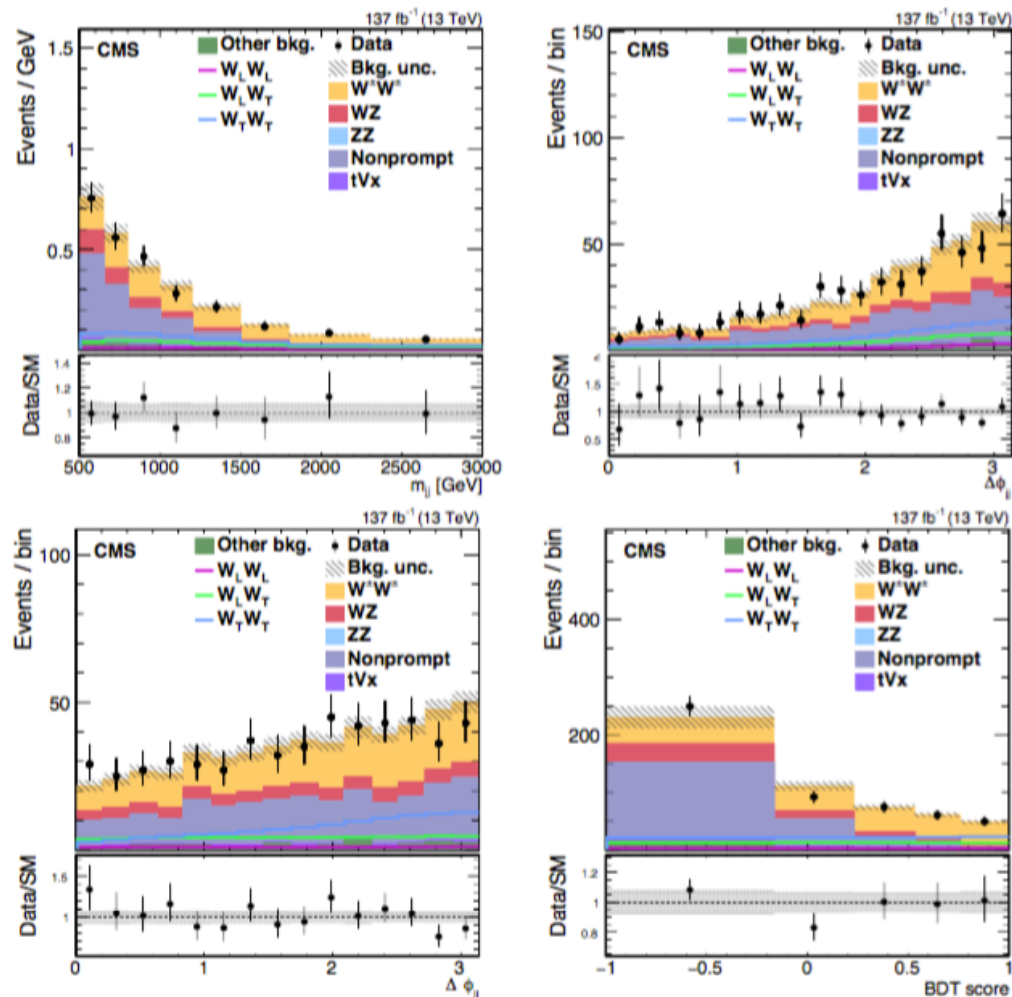 137 fb⁻¹ (13 TeV)
CMS
Other bkg.
Data
W_L W_L
Bkg. unc.
W_L W_T
W±W±
W_T W_T
WZ
ZZ
Nonprompt
tVx
Events / GeV
1.5
1
0.5
Data/SM
1.4
1.2
1
0.8
500 1000 1500 2000 2500 3000
m_jj [GeV]
137 fb⁻¹ (13 TeV)
CMS
Other bkg.
Data
W_L W_L
Bkg. unc.
W_L W_T
W±W±
W_T W_T
WZ
ZZ
Nonprompt
tVx
Events / bin
150
100
50
Data/SM
1.5
1
0.5
0 1 2 3
Δϕ_jj
137 fb⁻¹ (13 TeV)
CMS
Other bkg.
Data
W_L W_L
Bkg. unc.
W_L W_T
W±W±
W_T W_T
WZ
ZZ
Nonprompt
tVx
Events / bin
100
50
Data/SM
1.5
1
0 1 2 3
137 fb⁻¹ (13 TeV)
CMS
Other bkg.
Data
W_L W_L
Bkg. unc.
W_L W_T
W±W±
W_T W_T
WZ
ZZ
Nonprompt
tVx
Events / bin
400
200
Data/SM
1.2
1
0.8
−1 −0.5 0 0.5 1
BDT score